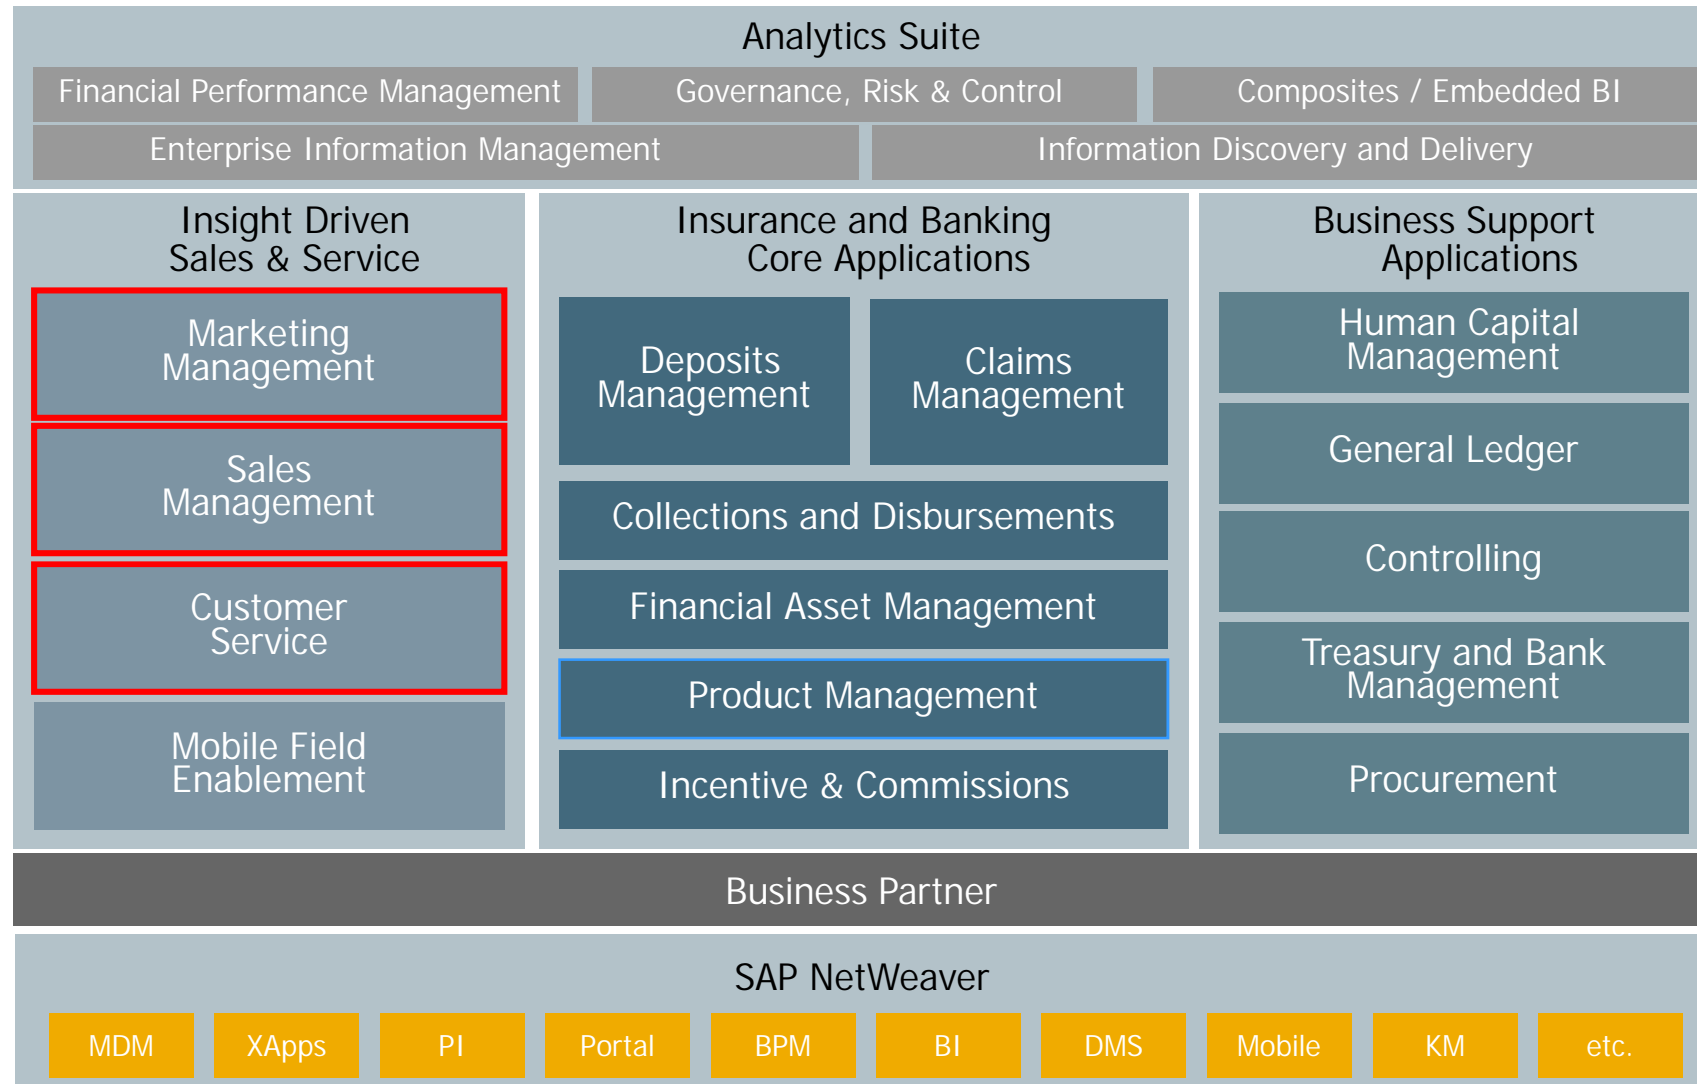 Analytics Suite
Financial Performance Management
Governance, Risk & Control
Composites / Embedded BI
Enterprise Information Management
Information Discovery and Delivery
Insight Driven
Sales & Service
Marketing
Management
Sales
Management
Customer
Service
Mobile Field
Enablement
Insurance and Banking
Core Applications
Deposits
Management
Claims
Management
Collections and Disbursements
Financial Asset Management
Product Management
Incentive & Commissions
Business Support
Applications
Human Capital
Management
General Ledger
Controlling
Treasury and Bank
Management
Procurement
Business Partner
SAP NetWeaver
MDM
XApps
PI
Portal
BPM
BI
DMS
Mobile
KM
etc.